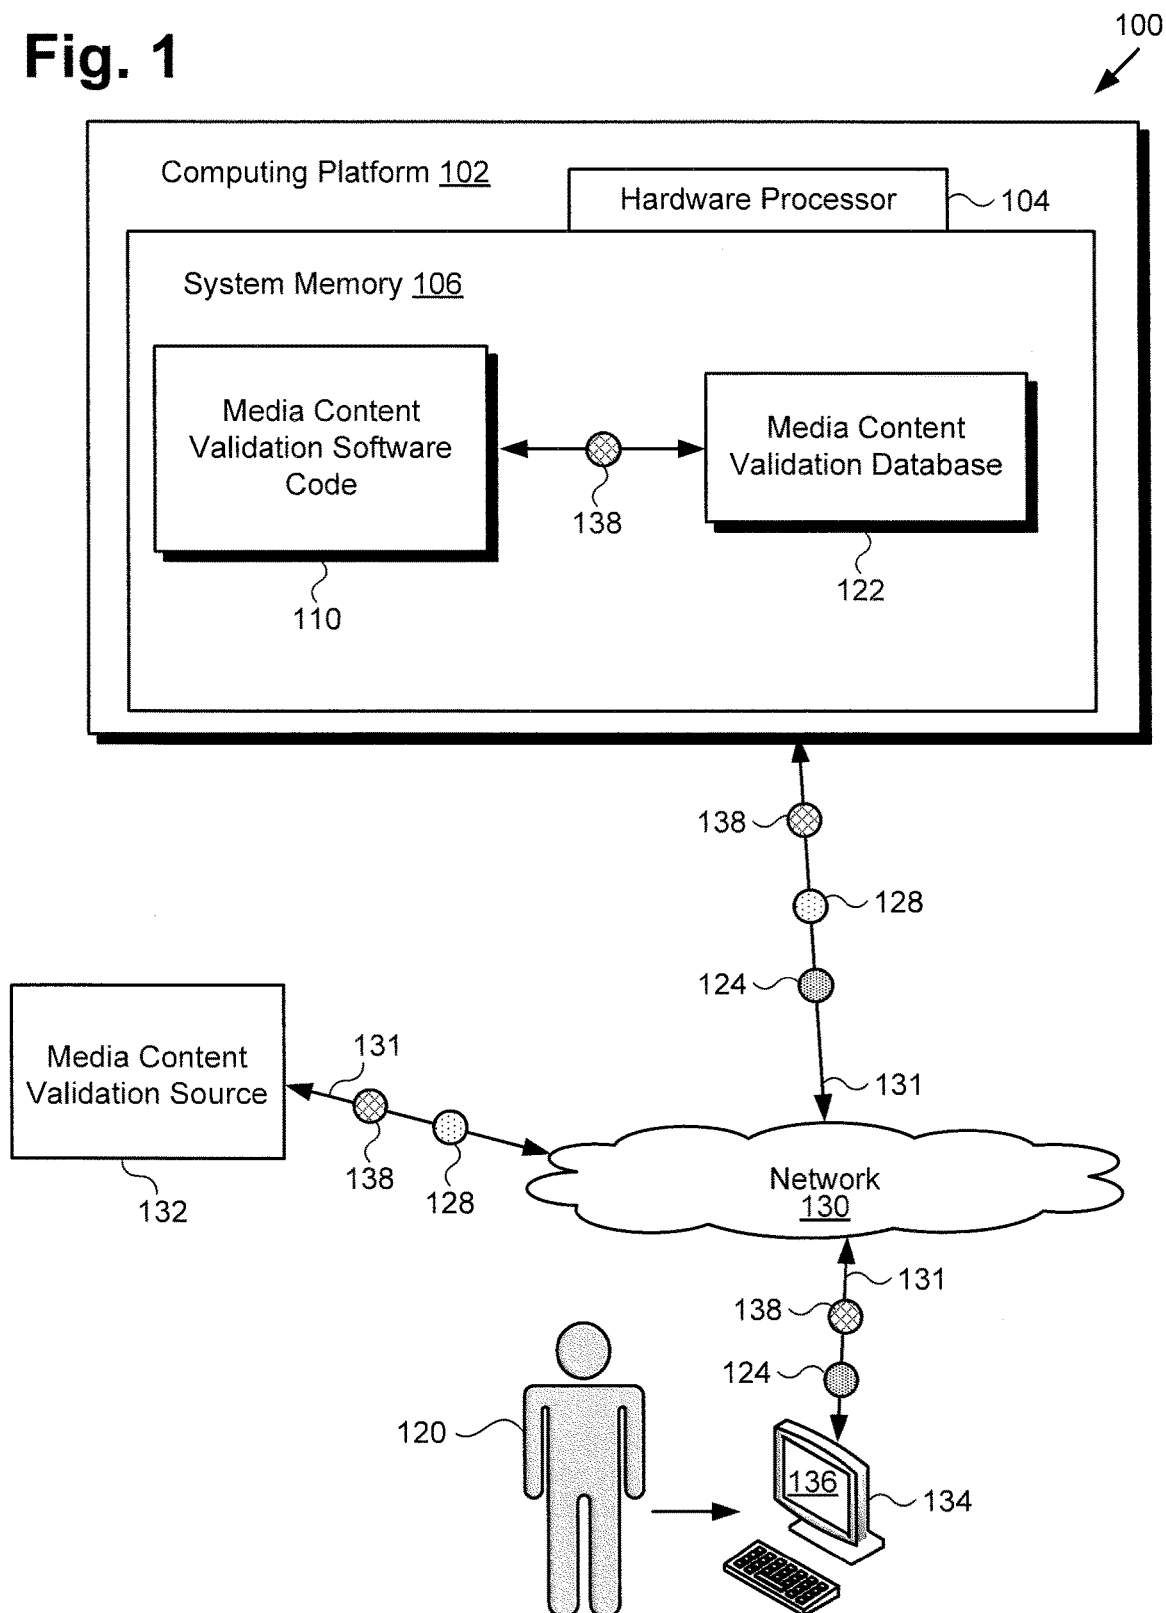 Fig. 1
100
Computing Platform 102
Hardware Processor
104
System Memory 106
Media Content
Validation Software
Code
138
Media Content
Validation Database
110
122
138
128
124
131
Media Content
Validation Source
131
138
128
132
Network
130
131
138
124
120
136
134